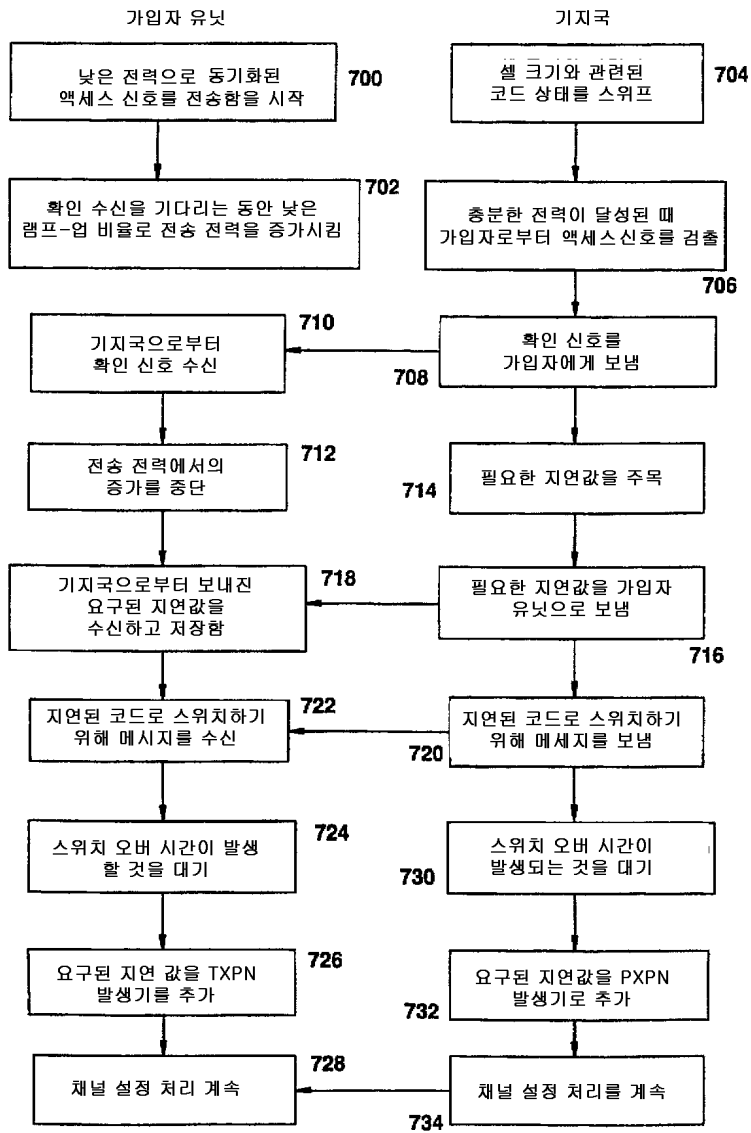 가입자 유닛
기지국
낮은 전력으로 동기화된
액세스 신호를 전송함을 시작
700
셀 크기와 관련된
코드 상태를 스위프
704
702
확인 수신을 기다리는 동안 낮은
램프-업 비율로 전송 전력을 증가시킴
충분한 전력이 달성된 때
가입자로부터 액세스신호를 검출
706
710
기지국으로부터
확인 신호 수신
확인 신호를
가입자에게 보냄
708
712
전송 전력에서의
증가를 중단
필요한 지연값을 주목
714
718
기지국으로부터 보내진
요구된 지연값을
수신하고 저장함
필요한 지연값을 가입자
유닛으로 보냄
716
722
지연된 코드로 스위치하기
위해 메시지를 수신
지연된 코드로 스위치하기
위해 메세지를 보냄
720
724
스위치 오버 시간이 발생
할 것을 대기
스위치 오버 시간이
발생되는 것을 대기
730
726
요구된 지연 값을 TXPN
발생기를 추가
요구된 지연값을 PXPN
발생기로 추가
732
728
채널 설정 처리 계속
채널 설정 처리를 계속
734